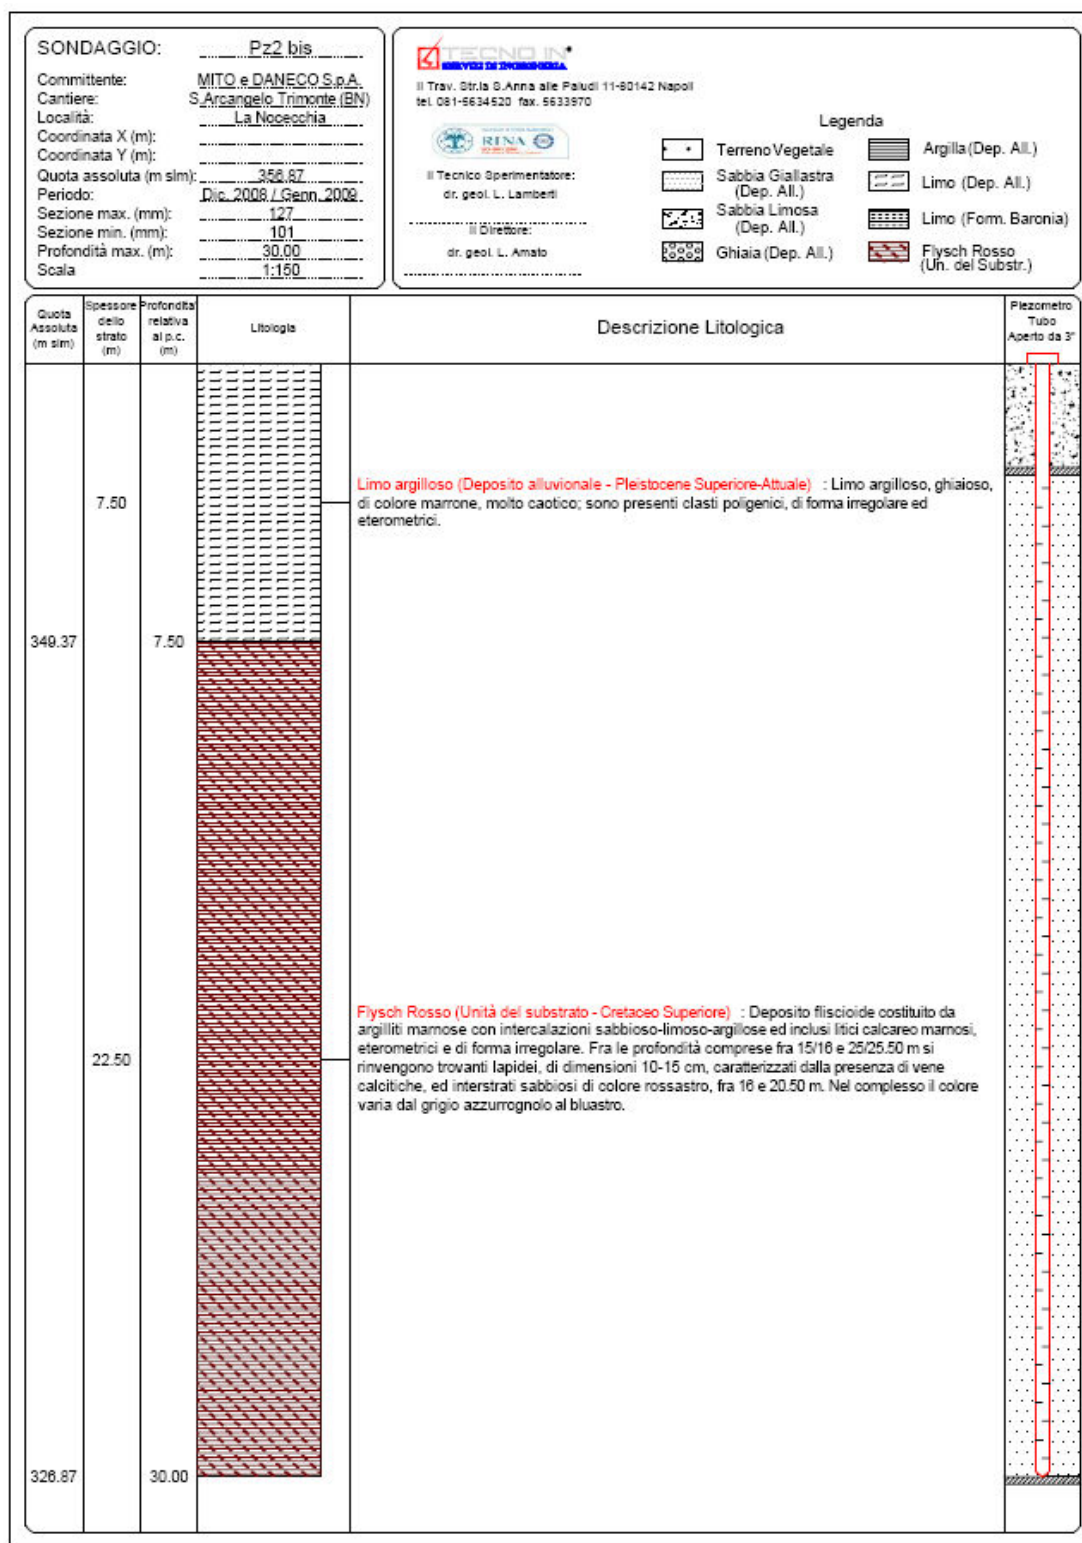 SONDAGGIO: Pz2 bis
Committente: MITO e DANECO S.p.A.
Cantiere: S.Arcangelo Trimonte (BN)
Località: La Nocecchia
Coordinata X (m):
Coordinata Y (m):
Quota assoluta (m slm): 356.87
Periodo: Dic. 2008 / Genn. 2009
Sezione max. (mm): 127
Sezione min. (mm): 101
Profondità max. (m): 30.00
Scala 1:150
TECNO IN
SERVIZI DI INGEGNERIA
II Trav. Str.la S.Anna alle Paludi 11-80142 Napoli
tel. 081-5634520 fax. 5633970
RINA
Il Tecnico Sperimentatore:
dr. geol. L. Lamberti
Il Direttore:
dr. geol. L. Amato
Legenda
Terreno Vegetale
Sabbia Giallastra
(Dep. All.)
Sabbia Limosa
(Dep. All.)
Ghiaia (Dep. All.)
Argilla (Dep. All.)
Limo (Dep. All.)
Limo (Form. Baronia)
Flysch Rosso
(Un. del Substr.)
Quota
Assoluta
(m slm)
Spessore
dello
strato
(m)
Profondita'
relativa
al p.c.
(m)
Litologia
Descrizione Litologica
Piezometro
Tubo
Aperto da 3"
7.50
Limo argilloso (Deposito alluvionale - Pleistocene Superiore-Attuale) : Limo argilloso, ghiaioso,
di colore marrone, molto caotico; sono presenti clasti poligenici, di forma irregolare ed
eterometrici.
349.37 7.50
22.50
Flysch Rosso (Unità del substrato - Cretaceo Superiore) : Deposito fliscioide costituito da
argilliti marnose con intercalazioni sabbioso-limoso-argillose ed inclusi litici calcareo marnosi,
eterometrici e di forma irregolare. Fra le profondità comprese fra 15/16 e 25/25.50 m si
rinvengono trovanti lapidei, di dimensioni 10-15 cm, caratterizzati dalla presenza di vene
calcitiche, ed interstrati sabbiosi di colore rossastro, fra 16 e 20.50 m. Nel complesso il colore
varia dal grigio azzurrognolo al bluastro.
326.87 30.00